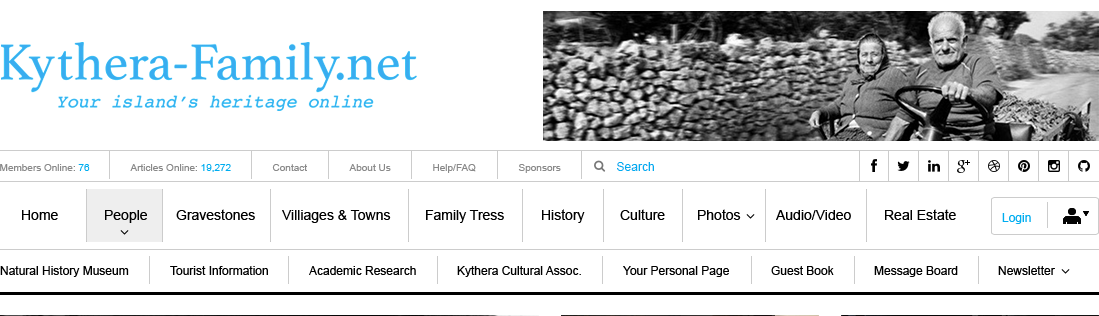 Kythera-Family.net
Your island's heritage online
Members Online: 76 Articles Online: 19,272 Contact About Us Help/FAQ Sponsors Search
Home People Gravestones Villiages & Towns Family Tress History Culture Photos Audio/Video Real Estate Login
Natural History Museum Tourist Information Academic Research Kythera Cultural Assoc. Your Personal Page Guest Book Message Board Newsletter